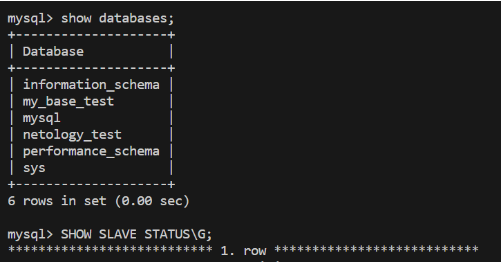 mysql> show databases;
+--------------------+
| Database           |
+--------------------+
| information_schema |
| my_base_test       |
| mysql              |
| netology_test      |
| performance_schema |
| sys                |
+--------------------+
6 rows in set (0.00 sec)
mysql> SHOW SLAVE STATUS\G;
*************************** 1. row ***************************